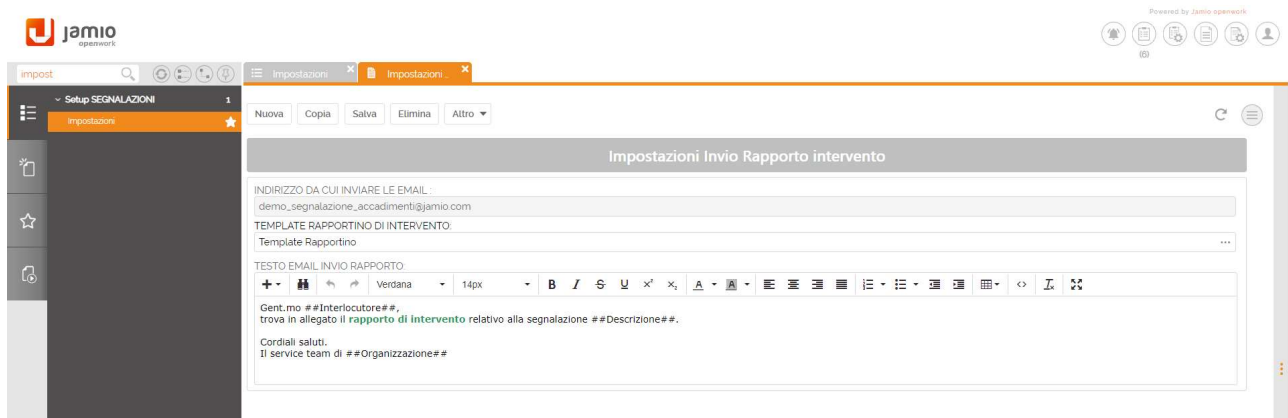 Powered by Jamio openwork
jamio
openwork
(6)
impost
Impostazioni
Impostazioni _
Setup SEGNALAZIONI 1
Impostazioni
Nuova Copia Salva Elimina Altro
Impostazioni Invio Rapporto intervento
INDIRIZZO DA CUI INVIARE LE EMAIL :
demo_segnalazione_accadimenti@jamio.com
TEMPLATE RAPPORTINO DI INTERVENTO:
Template Rapportino ...
TESTO EMAIL INVIO RAPPORTO
Verdana 14px B I S U x² x₂ A A
Gent.mo ##Interlocutore##,
trova in allegato il rapporto di intervento relativo alla segnalazione ##Descrizione##.
Cordiali saluti.
Il service team di ##Organizzazione##